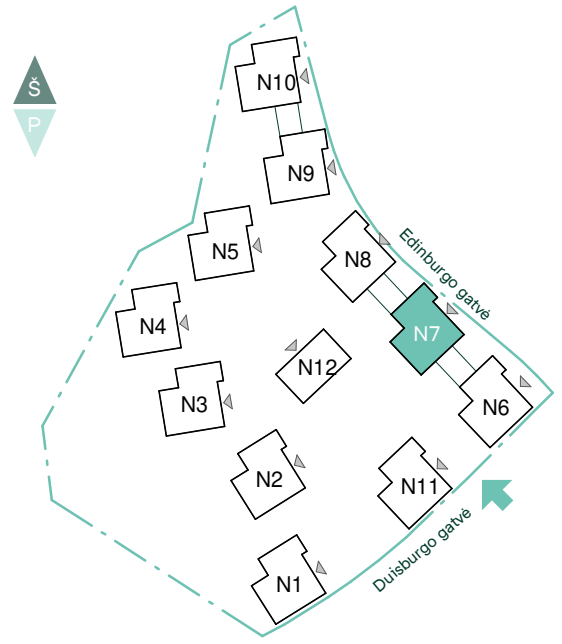 N10
Š
P
N9
N5
Edinburgo gatvė
N8
N4
N7
N12
N3
N6
N2
N11
Duisburgo gatvė
N1